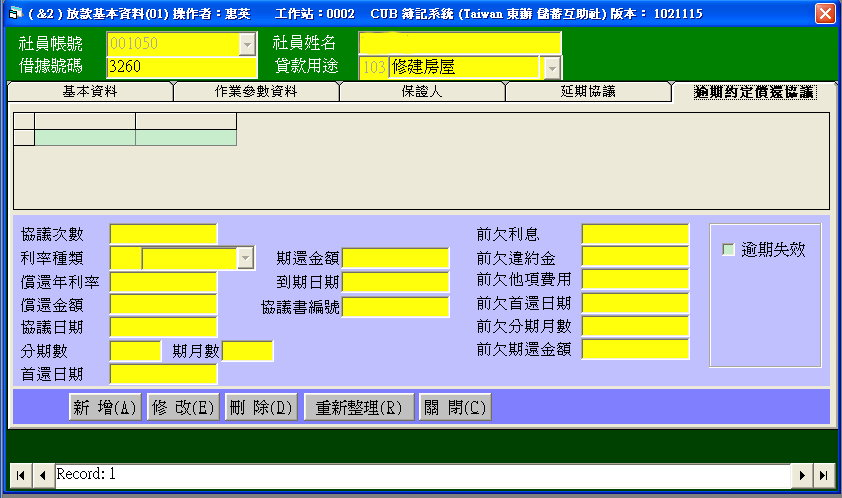 ( &2 ) 放款基本資料(01) 操作者：惠英 工作站：0002 CUB 簿記系統 (Taiwan 東勝 儲蓄互助社) 版本： 1021115
社員帳號 001050 社員姓名
借據號碼 3260 貸款用途 103 修建房屋
基本資料 作業參數資料 保證人 延期協議 逾期約定償還協議
協議次數 前欠利息
利率種類 期還金額 前欠違約金 逾期失效
償還年利率 到期日期 前欠他項費用
償還金額 協議書編號 前欠首還日期
協議日期 前欠分期月數
分期數 期月數 前欠期還金額
首還日期
新 增(A) 修 改(E) 刪 除(D) 重新整理(R) 關 閉(C)
Record: 1